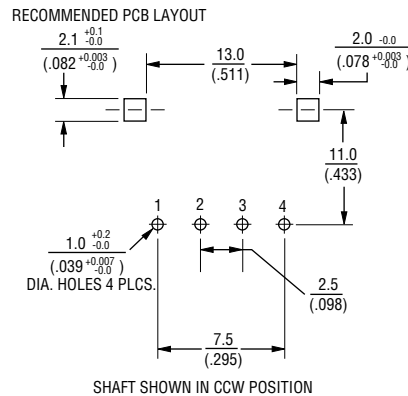 RECOMMENDED PCB LAYOUT
2.1 +0.1 -0.0
(.082 +0.003 -0.0)
13.0
(.511)
2.0 -0.0
(.078 +0.003 -0.0)
11.0
(.433)
1 2 3 4
1.0 +0.2 -0.0
(.039 +0.007 -0.0)
DIA. HOLES 4 PLCS.
2.5
(.098)
7.5
(.295)
SHAFT SHOWN IN CCW POSITION